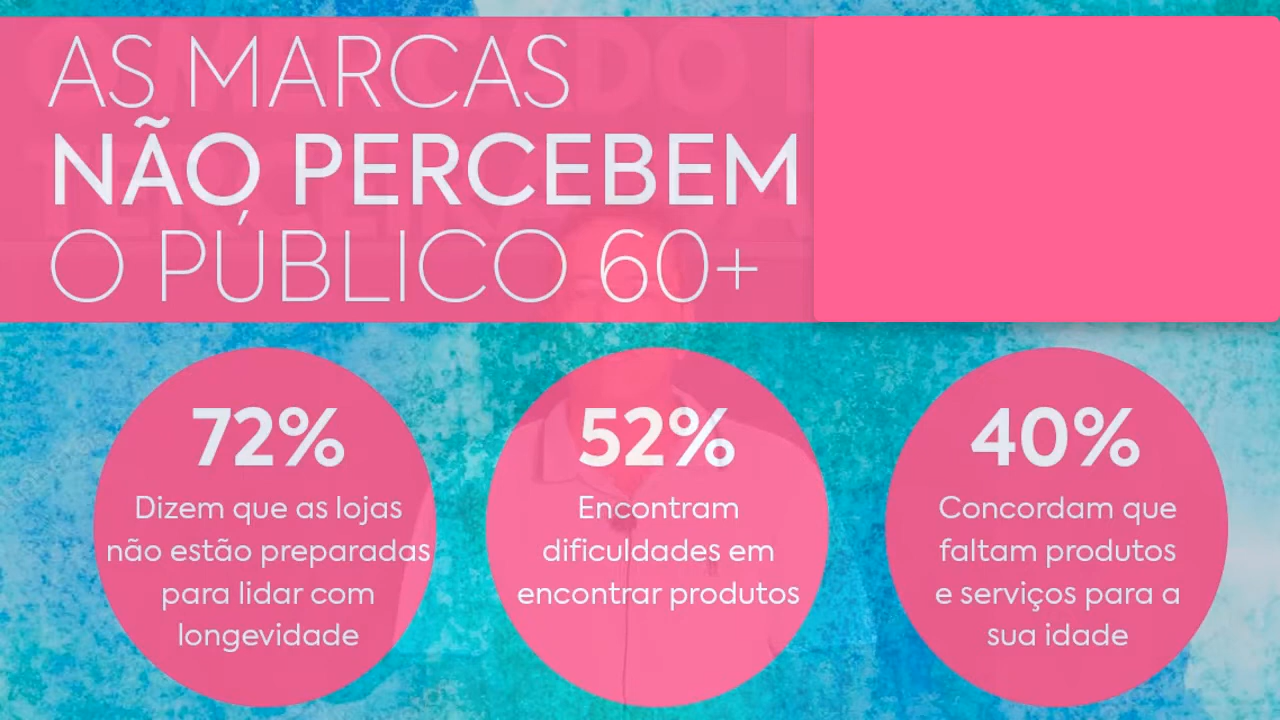 AS MARCAS
NÃO PERCEBEM
O PÚBLICO 60+
72%
Dizem que as lojas
não estão preparadas
para lidar com
longevidade
52%
Encontram
dificuldades em
encontrar produtos
40%
Concordam que
faltam produtos
e serviços para a
sua idade